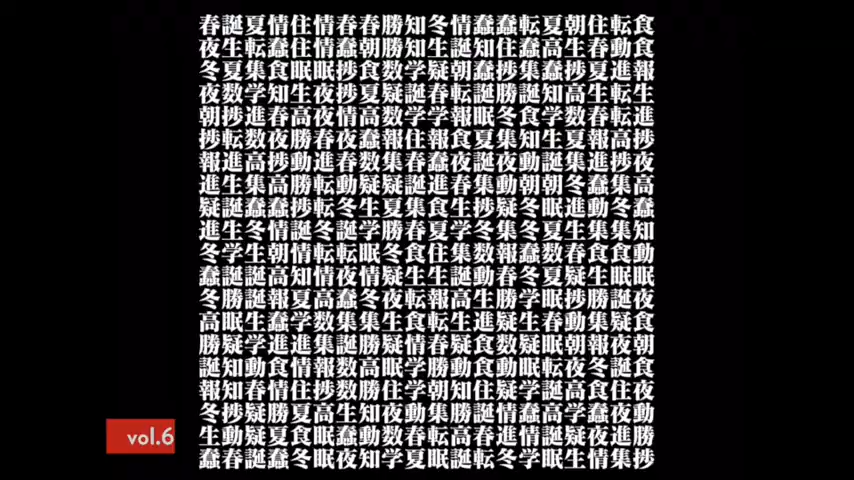 春誕夏情住情春春勝知冬情蠢蠢転夏朝住転食
夜生転蠢住情蠢朝勝知生誕知住蠢高生春動食
冬夏集食眠眠捗食数学疑朝蠢捗集蠢捗夏進報
夜数学知生夜捗夏疑誕春転誕勝誕知高生転生
朝捗進春高夜情高数学学報眠冬食学数春転進
捗転数夜勝春夜蠢報住報食夏集知生夏報高捗
報進高捗動進春数集春蠢夜誕夜動誕集進捗夜
進生集高勝転動疑疑誕進春集動朝朝冬蠢集高
疑誕蠢蠢捗転冬生夏集食生捗疑冬眠進動冬蠢
進生冬情誕冬誕学勝春夏学冬集冬夏生集集知
冬学生朝情転転眠冬食住集数報蠢数春食食動
蠢誕誕高知情夜情疑生生誕動春冬夏疑生眠眠
冬勝誕報夏高蠢冬夜転報高生勝学眠捗勝誕夜
高眠生蠢学数集集生食転生進疑生春動集疑食
勝疑学進進集誕勝疑情春疑食数疑眠朝報夜朝
誕知動食情報数高眠学勝動食動眠転夜冬誕食
報知春情住捗数勝住学朝知住疑学誕高食住夜
冬捗疑勝夏高生知夜動集勝誕情蠢高学蠢夜動
生動疑夏食眠蠢動数春転高春進情誕疑夜進勝
蠢春誕蠢冬眠夜知学夏眠誕転冬学眠生情集捗
vol.6